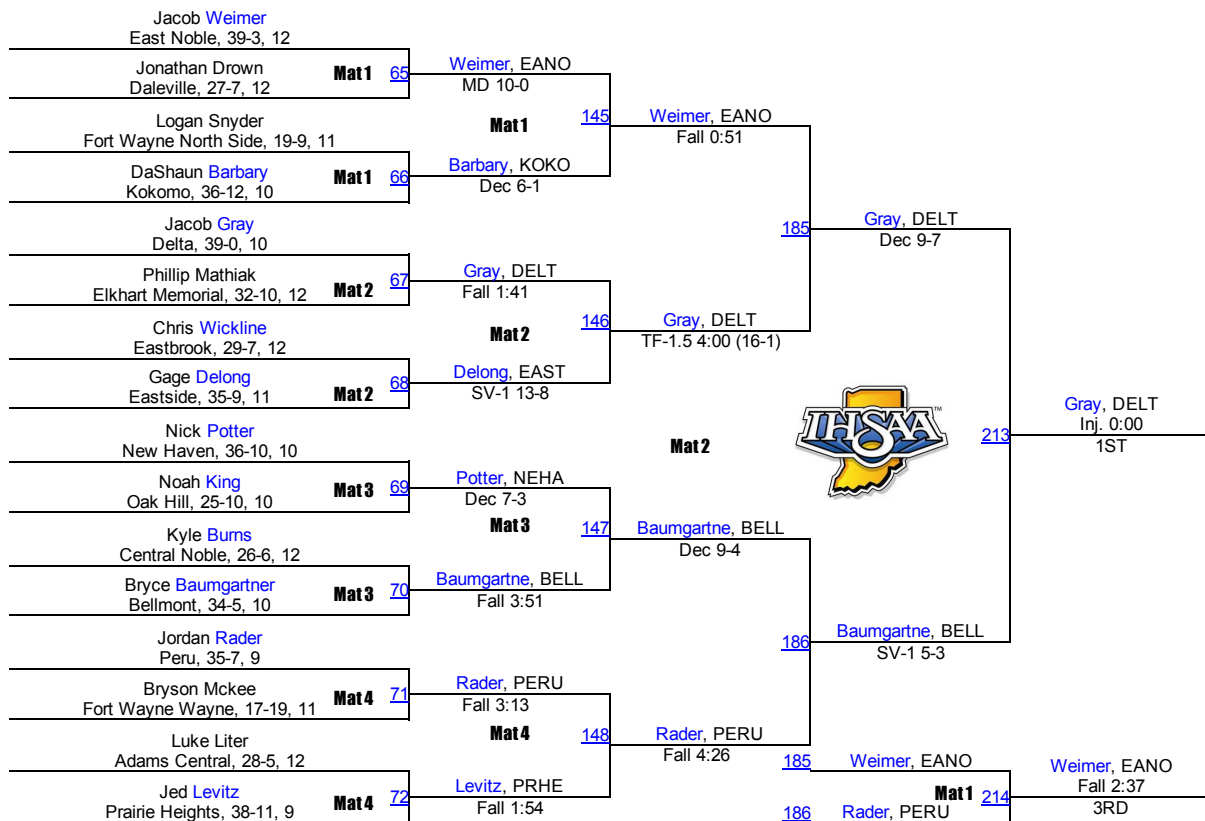 Jacob Weimer
East Noble, 39-3, 12
Jonathan Drown
Daleville, 27-7, 12
Mat 1
65
Weimer, EANO
MD 10-0
Logan Snyder
Fort Wayne North Side, 19-9, 11
Mat 1
145
Weimer, EANO
Fall 0:51
DaShaun Barbary
Kokomo, 36-12, 10
Mat 1
66
Barbary, KOKO
Dec 6-1
Jacob Gray
Delta, 39-0, 10
185
Gray, DELT
Dec 9-7
Phillip Mathiak
Elkhart Memorial, 32-10, 12
Mat 2
67
Gray, DELT
Fall 1:41
Chris Wickline
Eastbrook, 29-7, 12
Mat 2
146
Gray, DELT
TF-1.5 4:00 (16-1)
Gage Delong
Eastside, 35-9, 11
Mat 2
68
Delong, EAST
SV-1 13-8
IHSAA
TM
Mat 2
213
Gray, DELT
Inj. 0:00
1ST
Nick Potter
New Haven, 36-10, 10
Noah King
Oak Hill, 25-10, 10
Mat 3
69
Potter, NEHA
Dec 7-3
Kyle Burns
Central Noble, 26-6, 12
Mat 3
147
Baumgartne, BELL
Dec 9-4
Bryce Baumgartner
Bellmont, 34-5, 10
Mat 3
70
Baumgartne, BELL
Fall 3:51
Jordan Rader
Peru, 35-7, 9
186
Baumgartne, BELL
SV-1 5-3
Bryson Mckee
Fort Wayne Wayne, 17-19, 11
Mat 4
71
Rader, PERU
Fall 3:13
Luke Liter
Adams Central, 28-5, 12
Mat 4
148
Rader, PERU
Fall 4:26
Jed Levitz
Prairie Heights, 38-11, 9
Mat 4
72
Levitz, PRHE
Fall 1:54
185
Weimer, EANO
Mat 1
214
186
Rader, PERU
Weimer, EANO
Fall 2:37
3RD